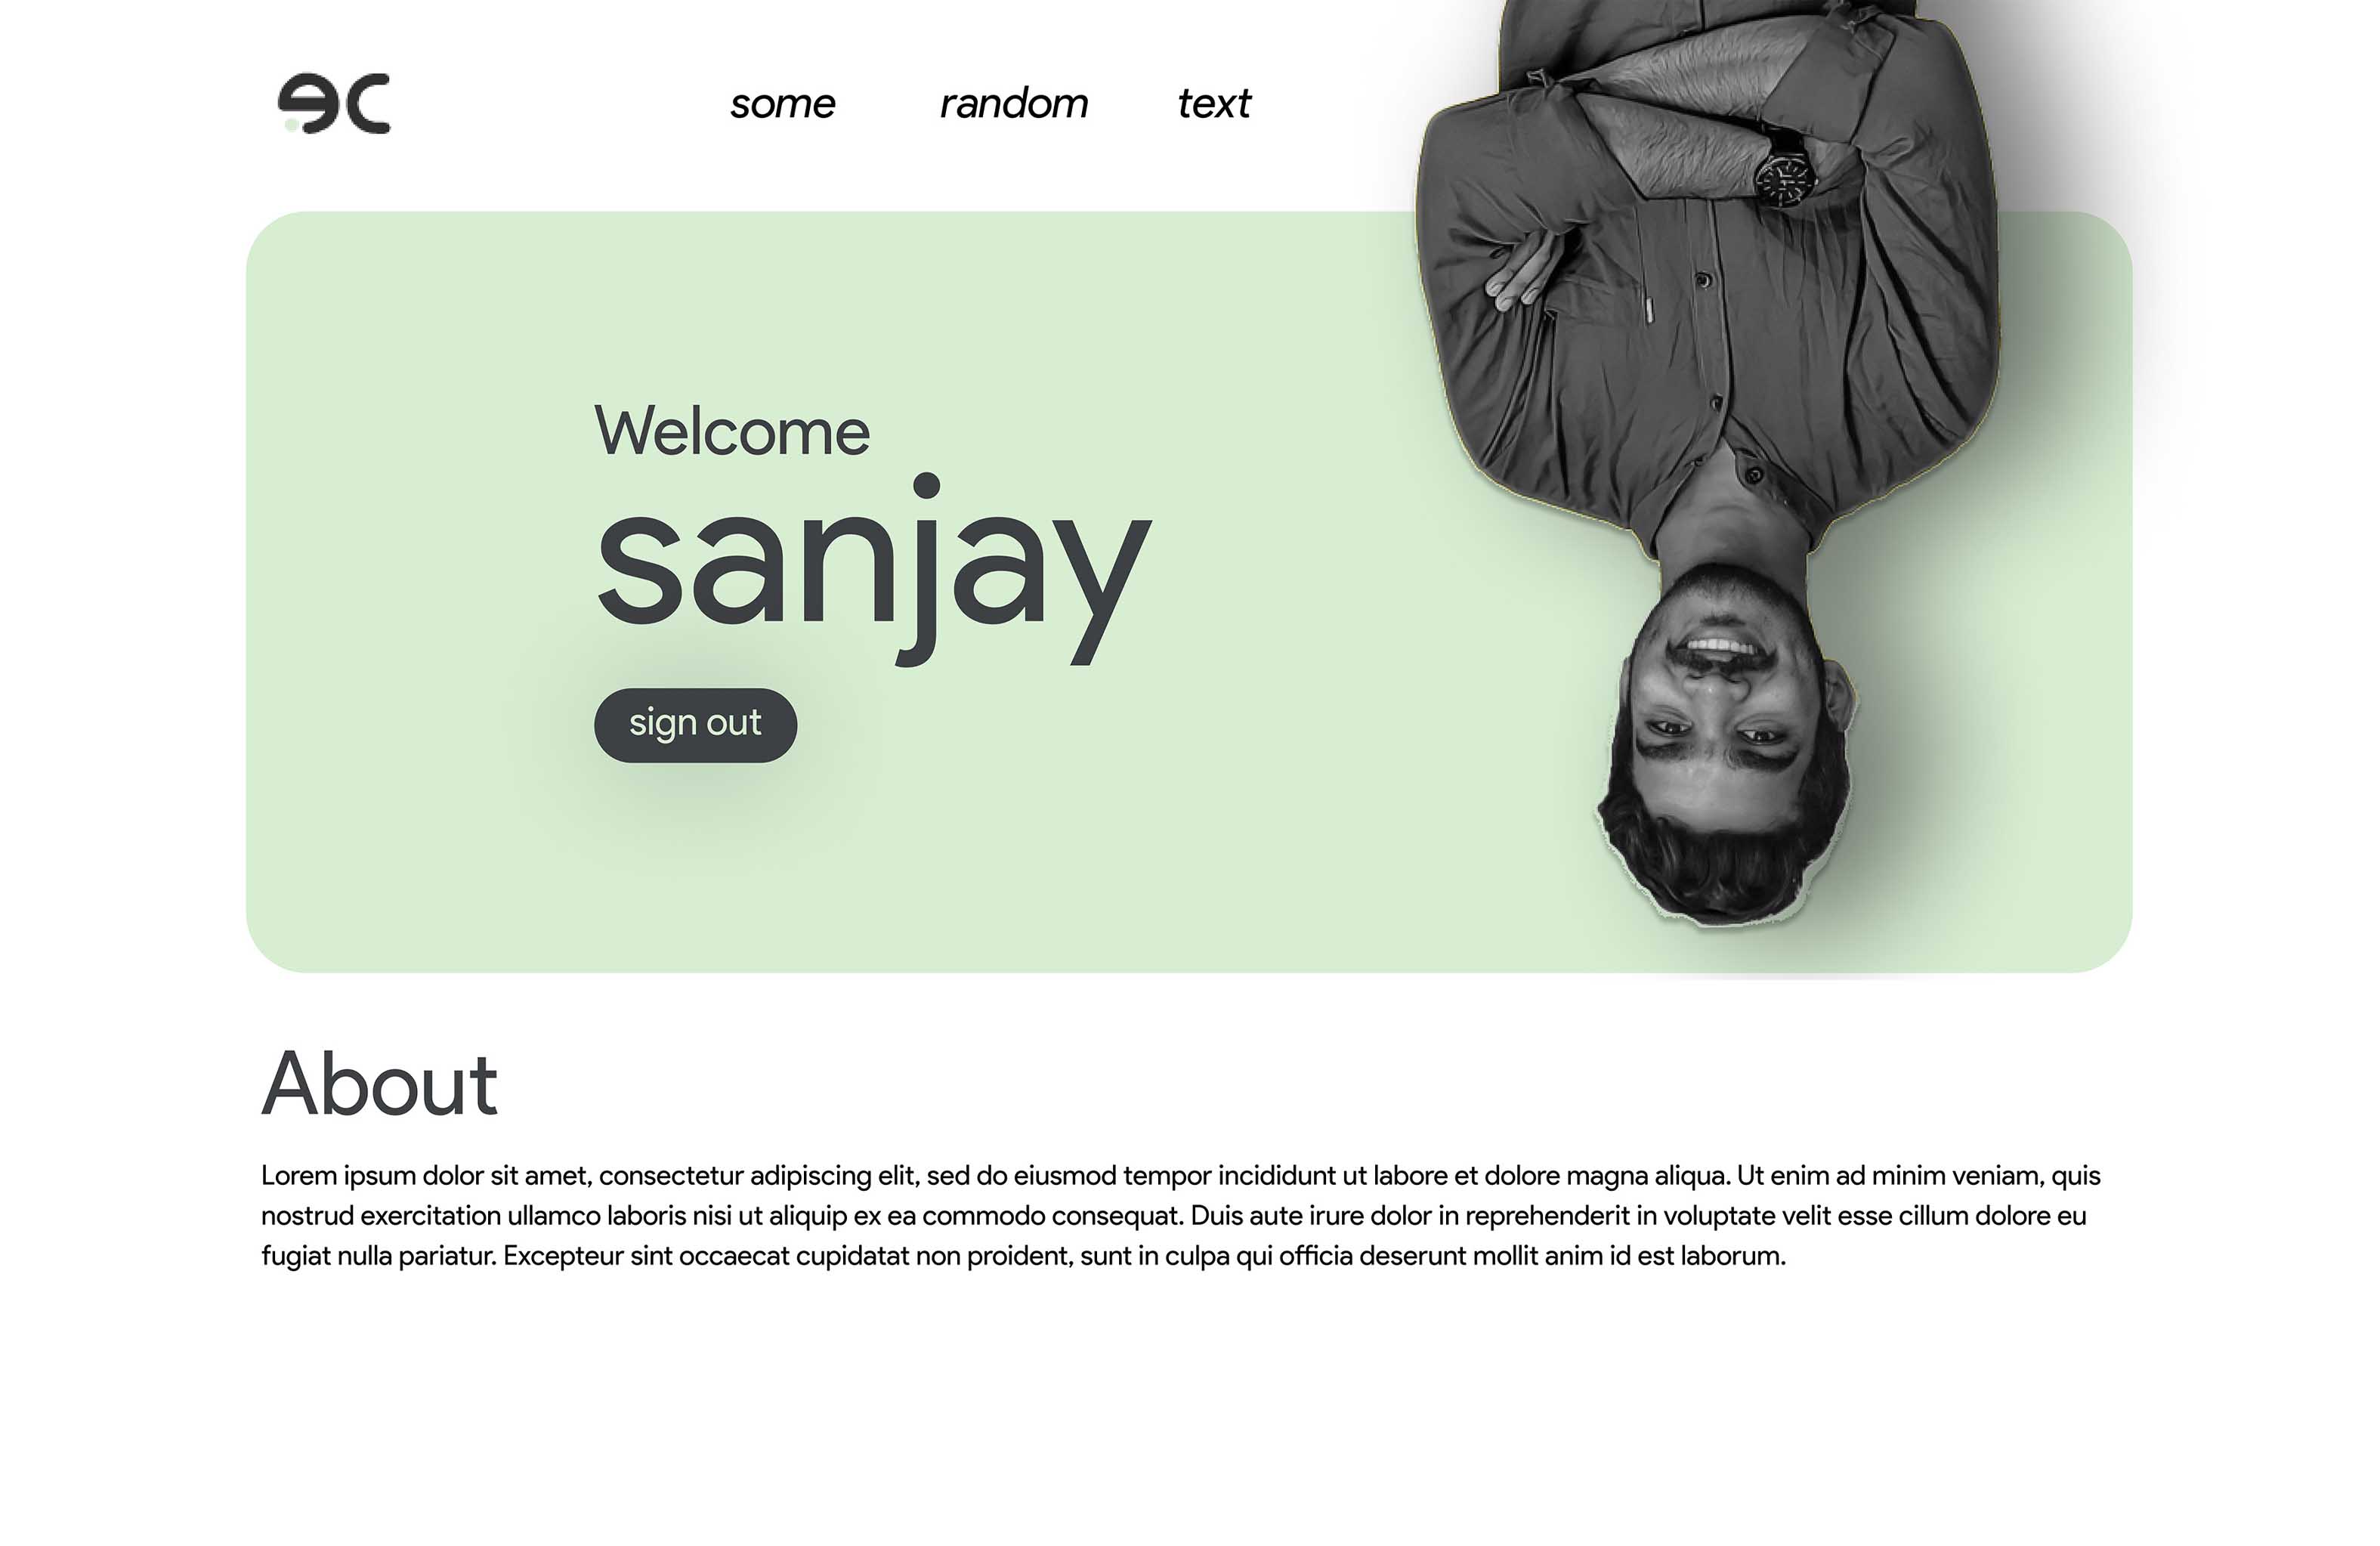 ec
some random text
Welcome
sanjay
sign out
About
Lorem ipsum dolor sit amet, consectetur adipiscing elit, sed do eiusmod tempor incididunt ut labore et dolore magna aliqua. Ut enim ad minim veniam, quis
nostrud exercitation ullamco laboris nisi ut aliquip ex ea commodo consequat. Duis aute irure dolor in reprehenderit in voluptate velit esse cillum dolore eu
fugiat nulla pariatur. Excepteur sint occaecat cupidatat non proident, sunt in culpa qui officia deserunt mollit anim id est laborum.